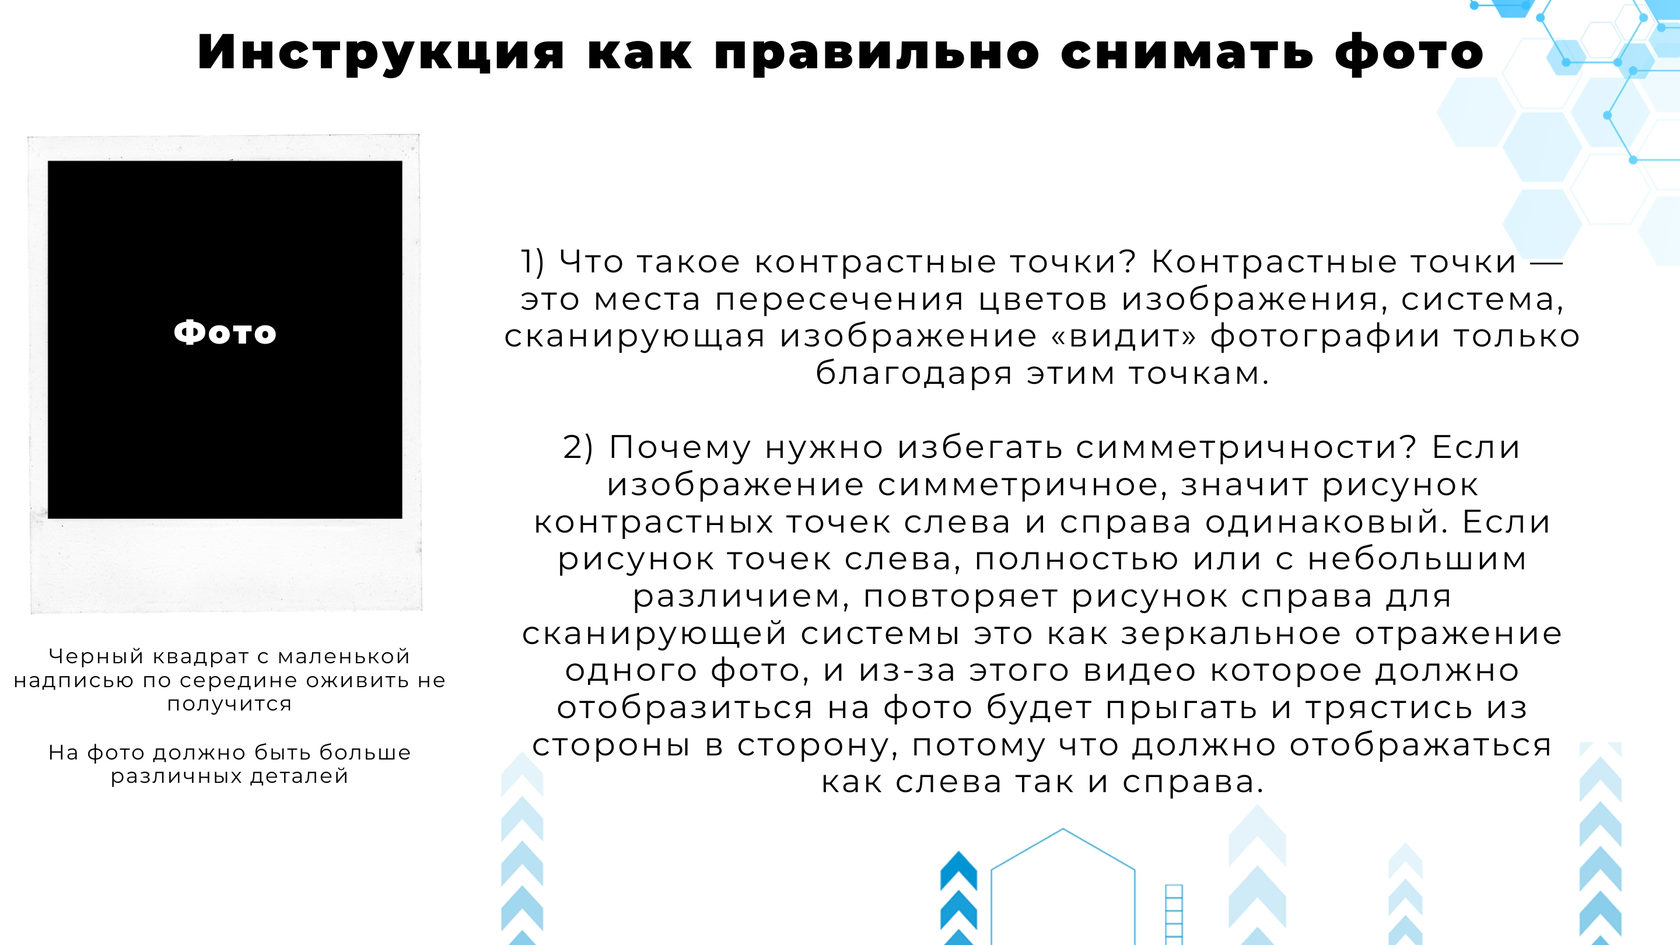 Инструкция как правильно снимать фото
Фото
Черный квадрат с маленькой
надписью по середине оживить не
получится
На фото должно быть больше
различных деталей
1) Что такое контрастные точки? Контрастные точки —
это места пересечения цветов изображения, система,
сканирующая изображение «видит» фотографии только
благодаря этим точкам.
2) Почему нужно избегать симметричности? Если
изображение симметричное, значит рисунок
контрастных точек слева и справа одинаковый. Если
рисунок точек слева, полностью или с небольшим
различием, повторяет рисунок справа для
сканирующей системы это как зеркальное отражение
одного фото, и из-за этого видео которое должно
отобразиться на фото будет прыгать и трястись из
стороны в сторону, потому что должно отображаться
как слева так и справа.